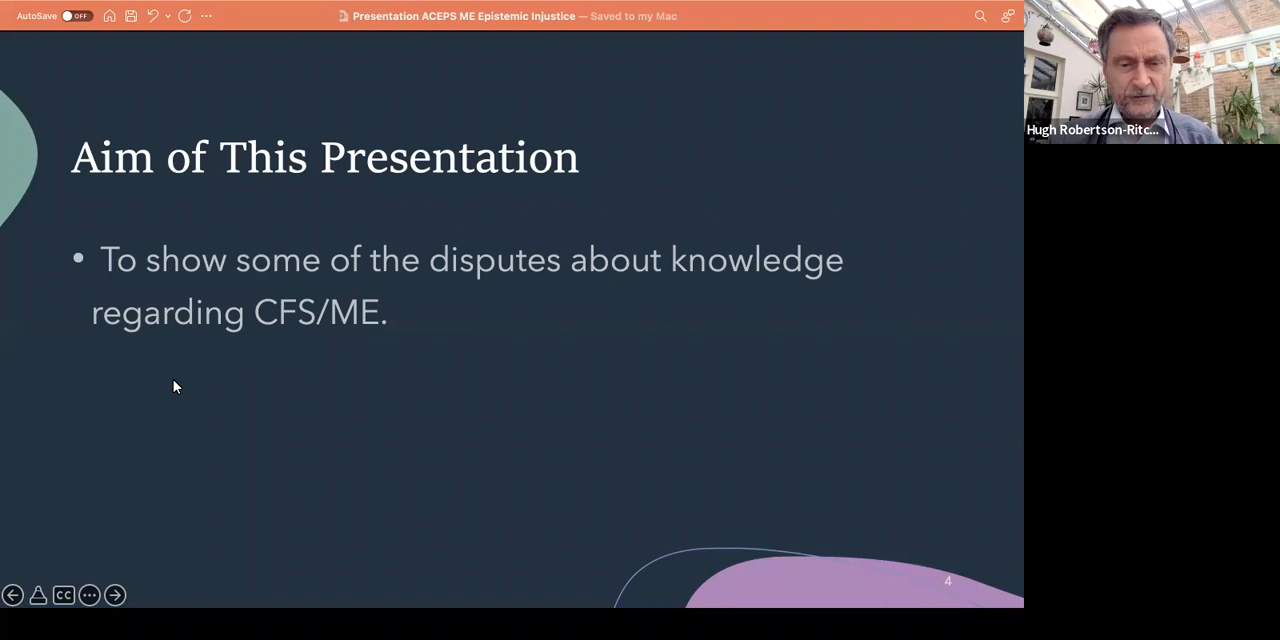 AutoSave OFF
Presentation ACEPS ME Epistemic Injustice — Saved to my Mac
Hugh Robertson-Ritc...
Aim of This Presentation
• To show some of the disputes about knowledge
regarding CFS/ME.
CC
4